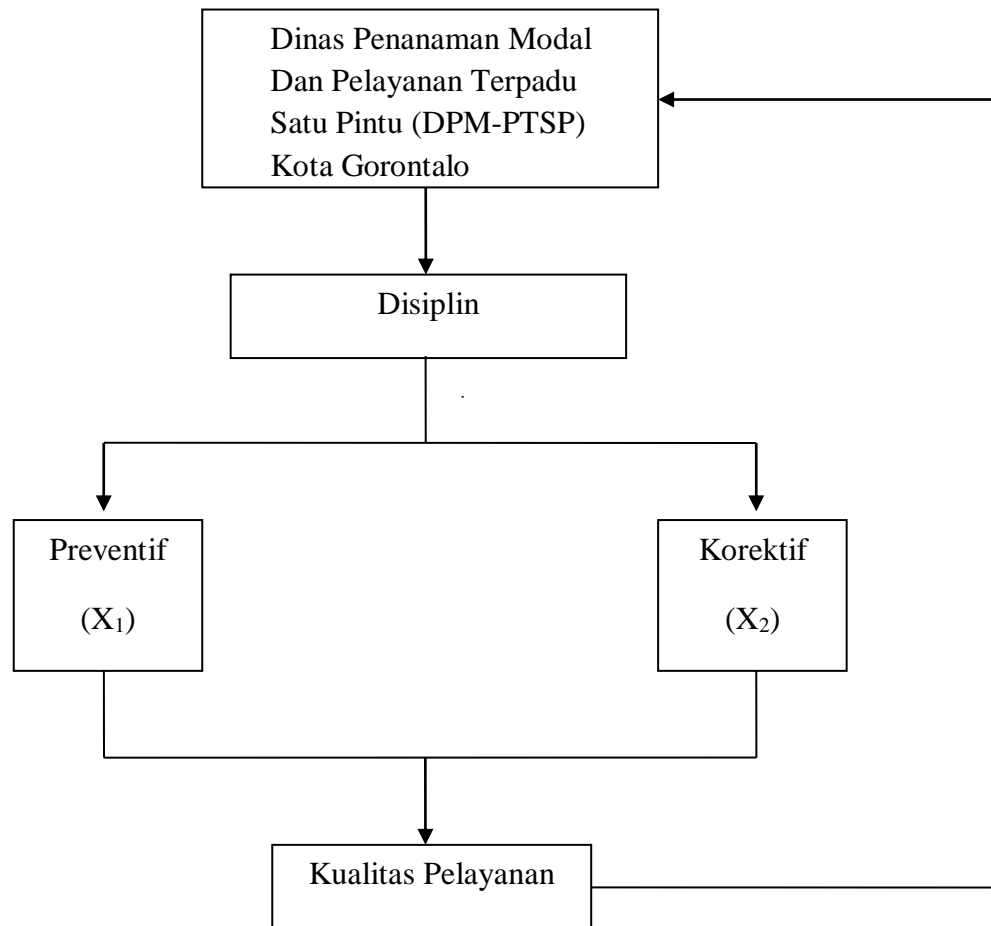 Dinas Penanaman Modal
Dan Pelayanan Terpadu
Satu Pintu (DPM-PTSP)
Kota Gorontalo
Disiplin
Preventif
(X₁)
Korektif
(X₂)
Kualitas Pelayanan